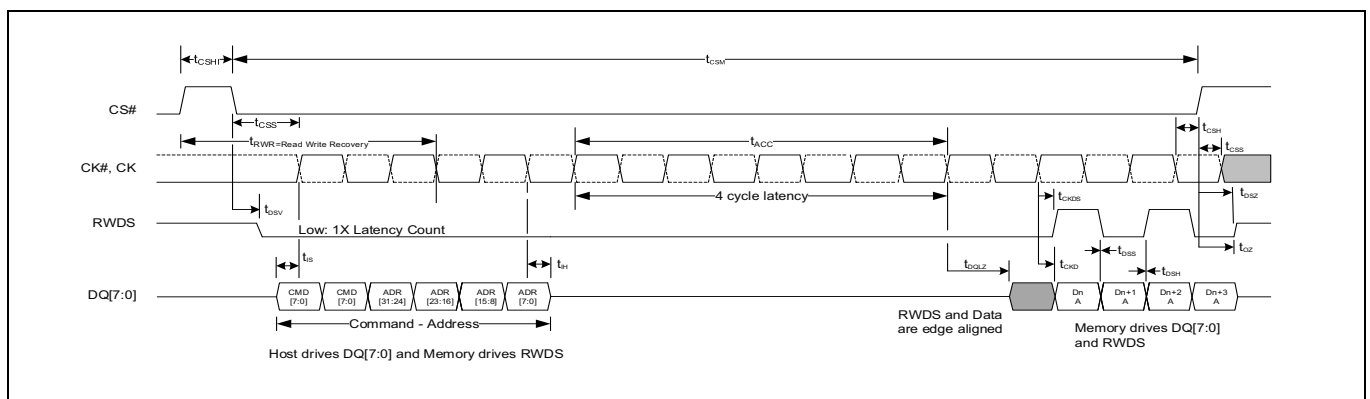 tCSHI
tCSM
CS#
tCSS
tCSH
tRWR=Read Write Recovery
tACC
tCSS
CK#, CK
4 cycle latency
tCKDS
tDSZ
tDSV
RWDS
Low: 1X Latency Count
tOZ
tDSS
tIS
tIH
tDQLZ
tCKD
tDSH
DQ[7:0]
CMD [7:0]
CMD [7:0]
ADR [31:24]
ADR [23:16]
ADR [15:8]
ADR [7:0]
Dn A
Dn+1 A
Dn+2 A
Dn+3 A
Command - Address
RWDS and Data
are edge aligned
Memory drives DQ[7:0]
and RWDS
Host drives DQ[7:0] and Memory drives RWDS